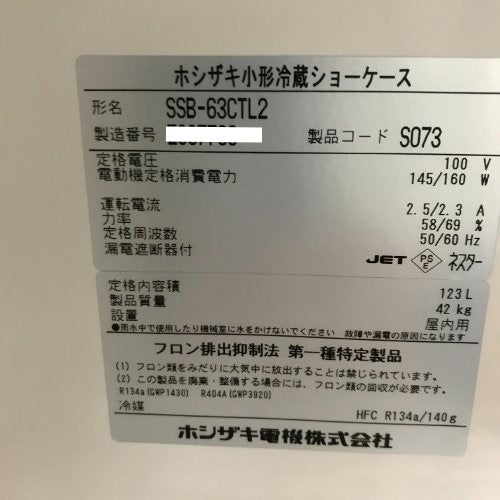 ホシザキ小形冷蔵ショーケース
形名 SSB-63CTL2
製造番号 製品コード S073
定格電圧 100 V
電動機定格消費電力 145/160 W
運転電流 2.5/2.3 A
力率 58/69 %
定格周波数 50/60 Hz
漏電遮断器付 JET PSE ネスター
定格内容積 123L
製品質量 42 kg
設置 屋内用
●雨水中で使用したり機械室に水をかけないでください 故障や漏電の原因になります
フロン排出抑制法 第一種特定製品
(1) フロン類をみだりに大気中に放出することは禁じられています。
(2) この製品を廃棄・整備する場合には、フロン類の回収が必要です。
R134a(GWP1430) R404A(GWP3920)
冷媒 HFC R134a/140g
ホシザキ電機株式会社